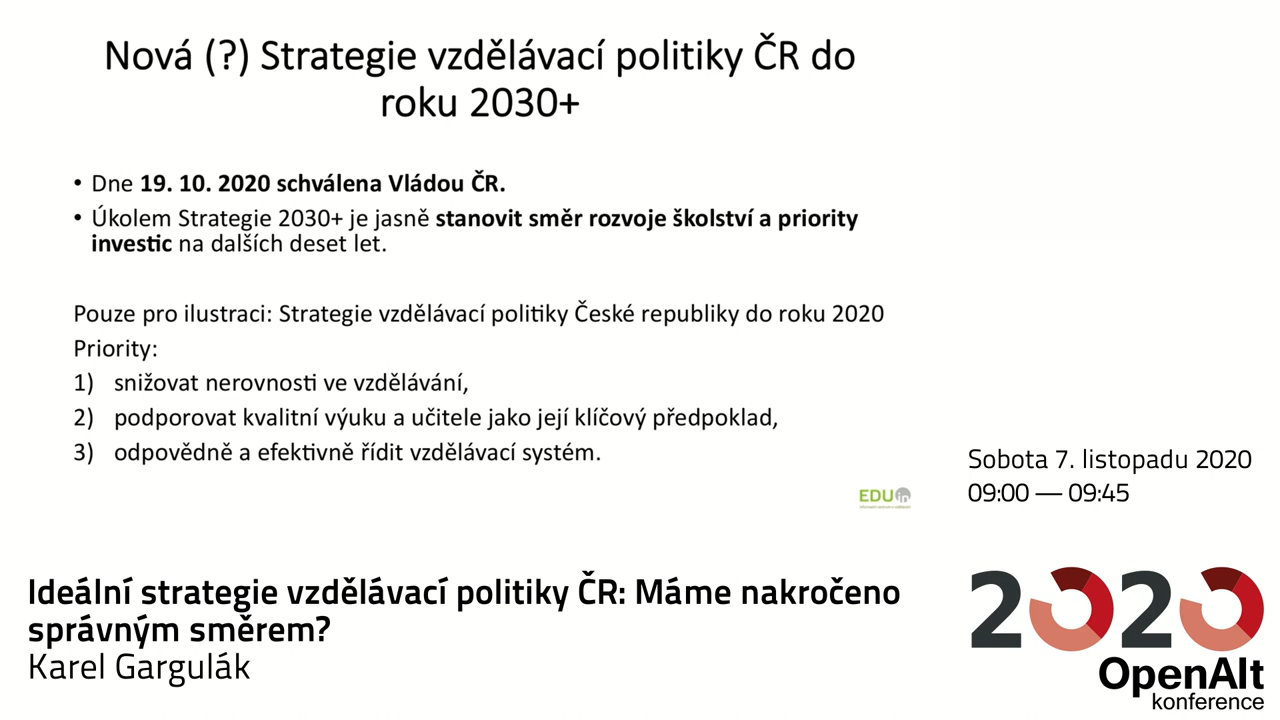 Nová (?) Strategie vzdělávací politiky ČR do
roku 2030+
• Dne 19. 10. 2020 schválena Vládou ČR.
• Úkolem Strategie 2030+ je jasně stanovit směr rozvoje školství a priority
investic na dalších deset let.
Pouze pro ilustraci: Strategie vzdělávací politiky České republiky do roku 2020
Priority:
1) snižovat nerovnosti ve vzdělávání,
2) podporovat kvalitní výuku a učitele jako její klíčový předpoklad,
3) odpovědně a efektivně řídit vzdělávací systém.
EDUin
Sobota 7. listopadu 2020
09:00 — 09:45
Ideální strategie vzdělávací politiky ČR: Máme nakročeno
správným směrem?
Karel Gargulák
2020
OpenAlt
konference